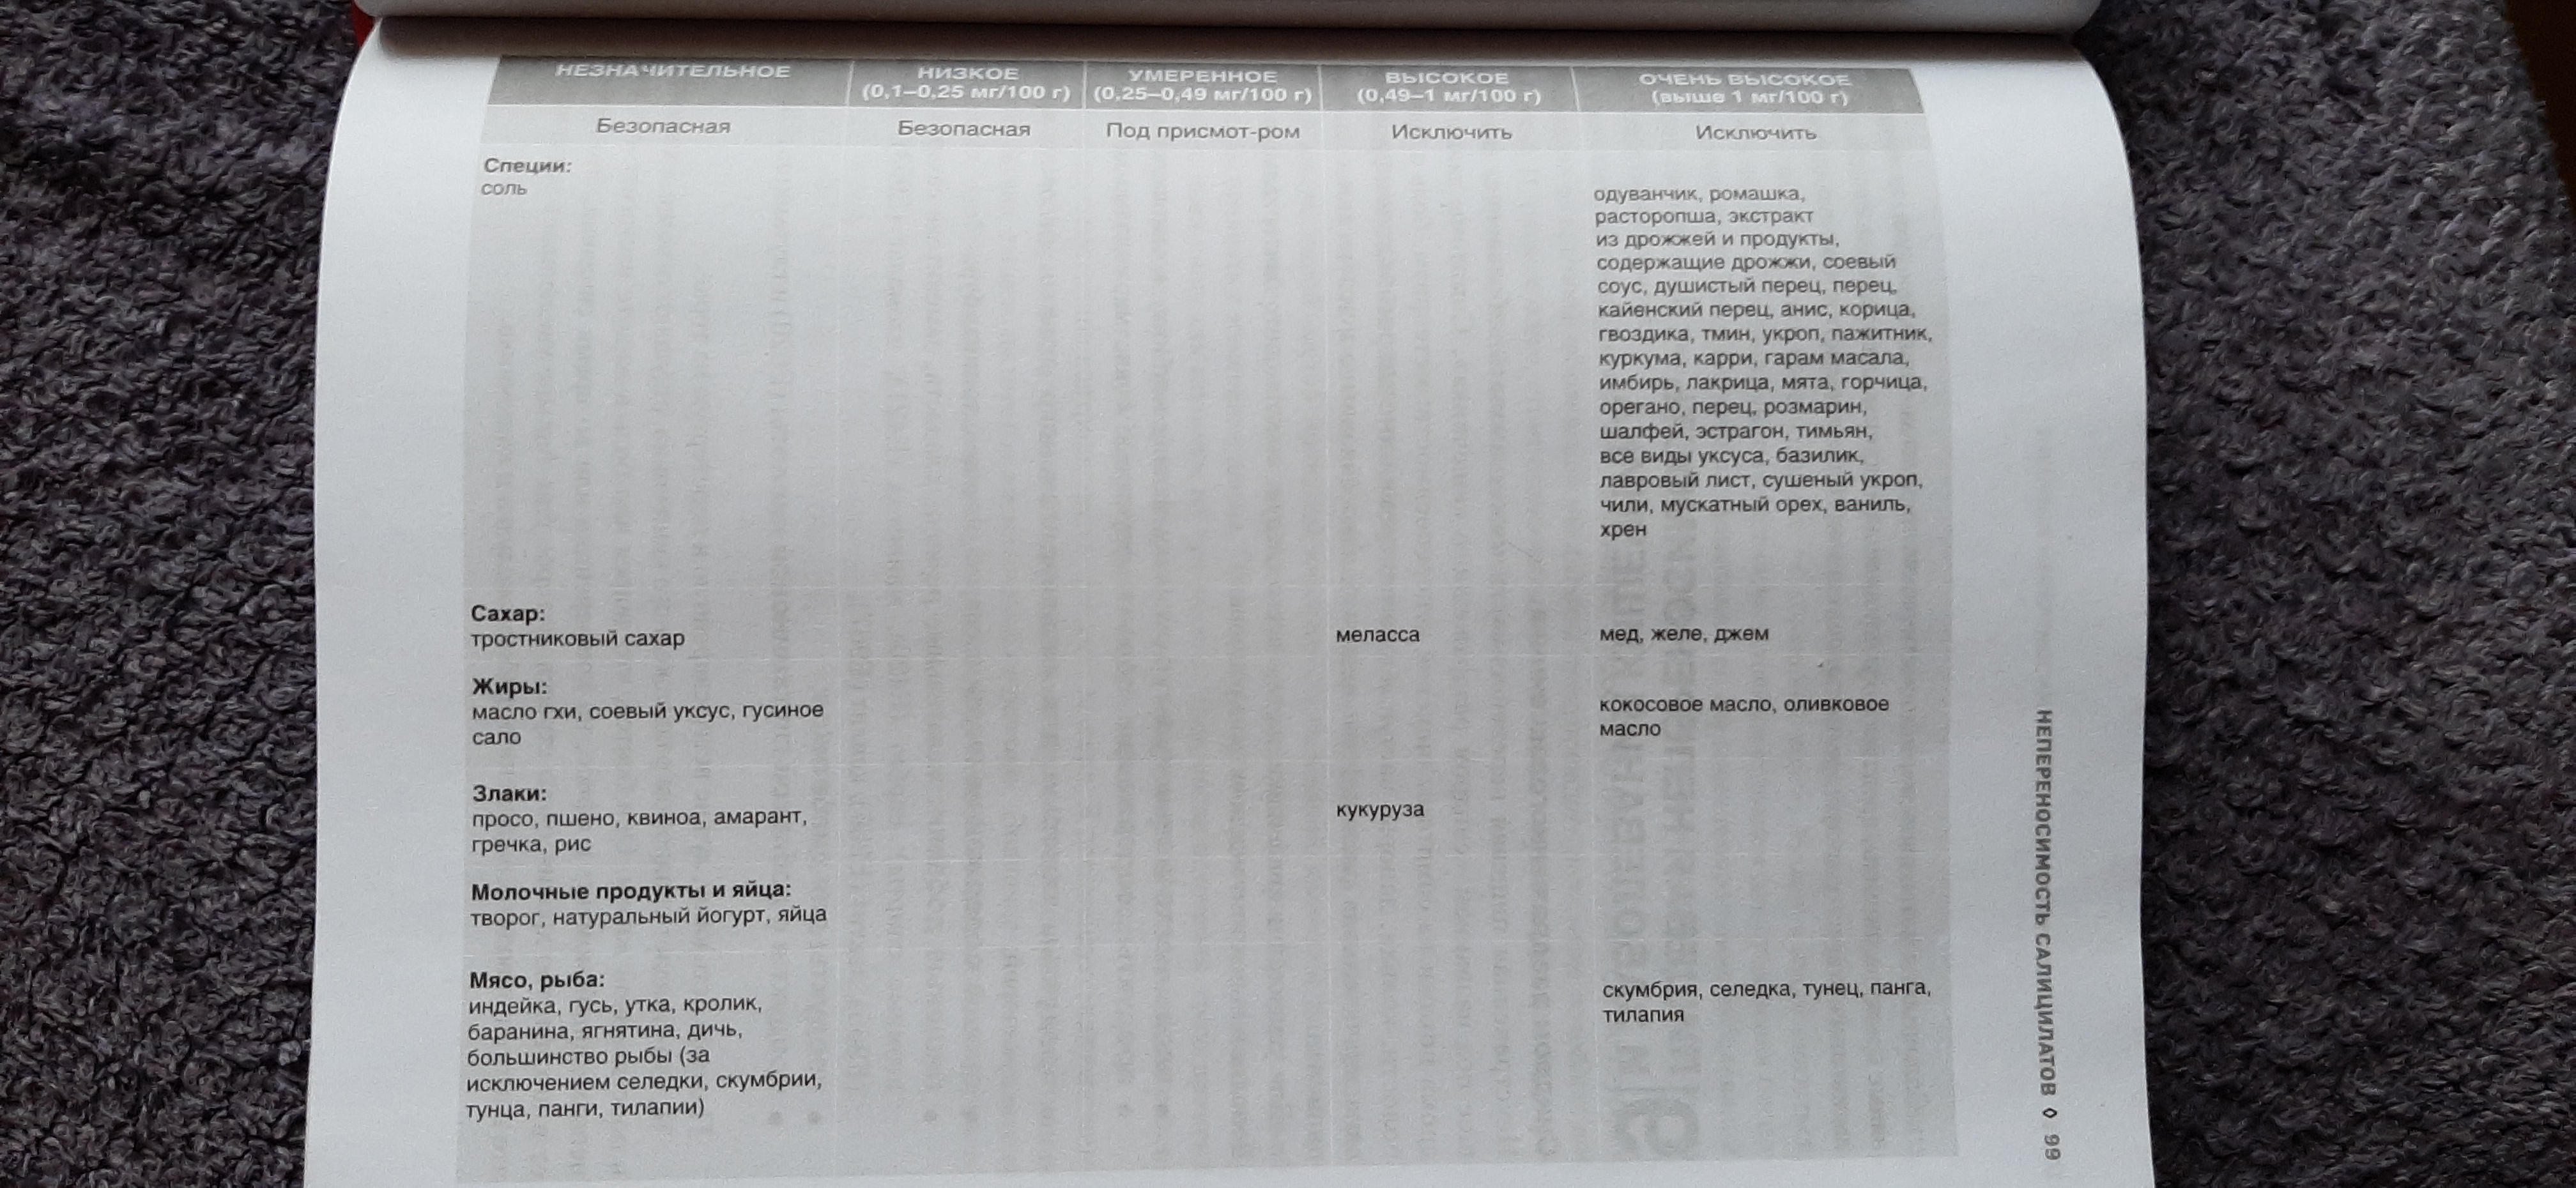 НЕЗНАЧИТЕЛЬНОЕ
НИЗКОЕ
(0,1–0,25 мг/100 г)
УМЕРЕННОЕ
(0,25–0,49 мг/100 г)
ВЫСОКОЕ
(0,49–1 мг/100 г)
ОЧЕНЬ ВЫСОКОЕ
(выше 1 мг/100 г)
Безопасная
Безопасная
Под присмот-ром
Исключить
Исключить
Специи:
соль
одуванчик, ромашка,
расторопша, экстракт
из дрожжей и продукты,
содержащие дрожжи, соевый
соус, душистый перец, перец,
кайенский перец, анис, корица,
гвоздика, тмин, укроп, пажитник,
куркума, карри, гарам масала,
имбирь, лакрица, мята, горчица,
орегано, перец, розмарин,
шалфей, эстрагон, тимьян,
все виды уксуса, базилик,
лавровый лист, сушеный укроп,
чили, мускатный орех, ваниль,
хрен
Сахар:
тростниковый сахар
меласса
мед, желе, джем
Жиры:
масло гхи, соевый уксус, гусиное
сало
кокосовое масло, оливковое
масло
Злаки:
просо, пшено, квиноа, амарант,
гречка, рис
кукуруза
Молочные продукты и яйца:
творог, натуральный йогурт, яйца
Мясо, рыба:
индейка, гусь, утка, кролик,
баранина, ягнятина, дичь,
большинство рыбы (за
исключением селедки, скумбрии,
тунца, панги, тилапии)
скумбрия, селедка, тунец, панга,
тилапия
НЕПЕРЕНОСИМОСТЬ САЛИЦИЛАТОВ ◊ 99